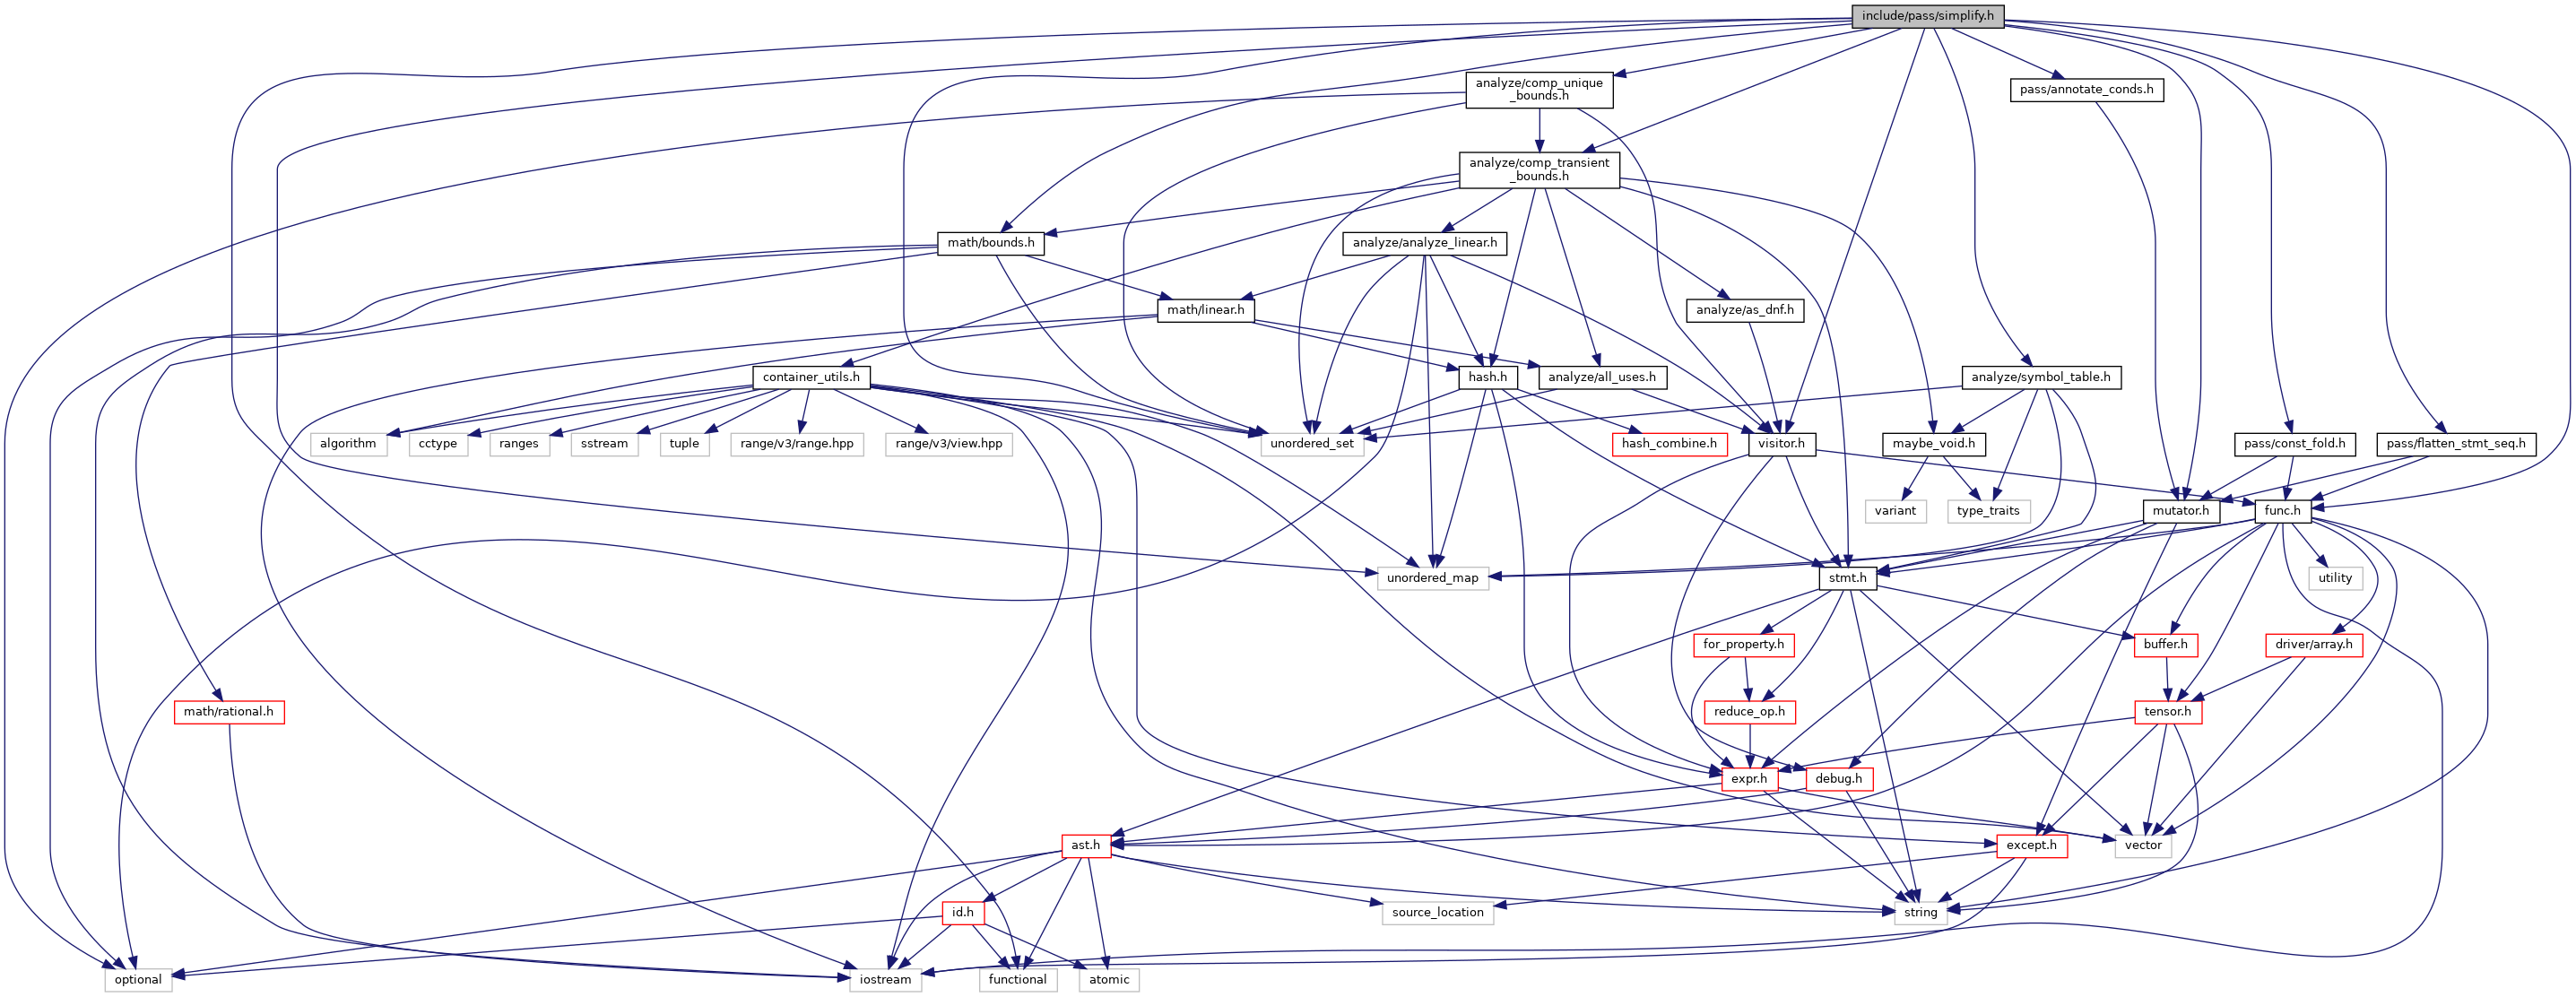 include/pass/simplify.h
analyze/comp_unique
_bounds.h
pass/annotate_conds.h
analyze/comp_transient
_bounds.h
math/bounds.h
analyze/analyze_linear.h
math/linear.h
analyze/as_dnf.h
container_utils.h
hash.h
analyze/all_uses.h
analyze/symbol_table.h
algorithm
cctype
ranges
sstream
tuple
range/v3/range.hpp
range/v3/view.hpp
unordered_set
hash_combine.h
visitor.h
maybe_void.h
pass/const_fold.h
pass/flatten_stmt_seq.h
variant
type_traits
mutator.h
func.h
unordered_map
stmt.h
utility
for_property.h
buffer.h
driver/array.h
math/rational.h
reduce_op.h
tensor.h
expr.h
debug.h
ast.h
except.h
vector
id.h
source_location
string
optional
iostream
functional
atomic